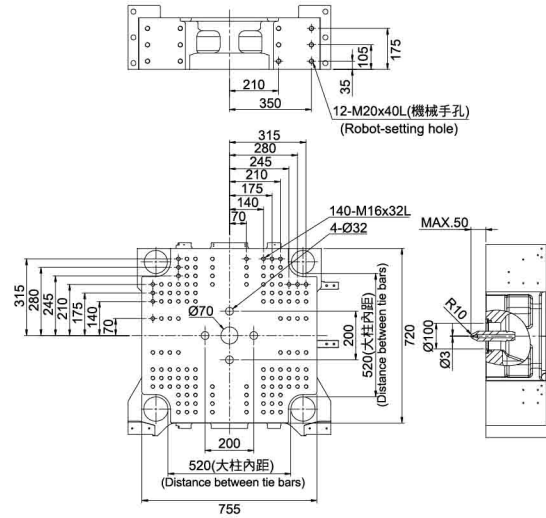 175
105
35
210
350
12-M20x40L(機械手孔)
(Robot-setting hole)
315
280
245
210
175
140
70
140-M16x32L
4-Ø32
MAX.50
315
280
245
210
175
140
70
Ø70
200
520(大柱內距)
(Distance between tie bars)
720
R10
Ø100
Ø3
200
520(大柱內距)
(Distance between tie bars)
755